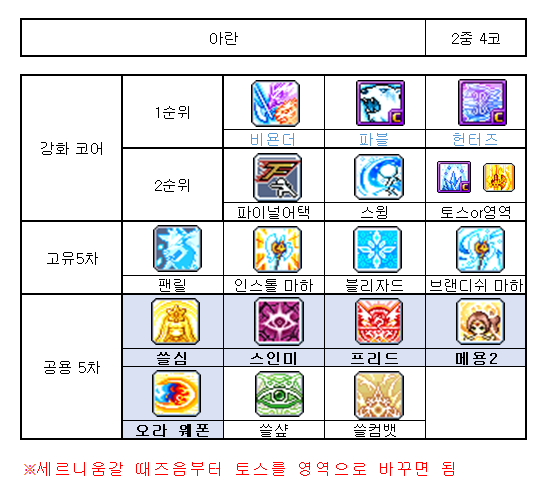 아란 2중 4코
강화 코어
1순위
비욘더 파블 헌터즈
2순위
파이널어택 스윙 토스or영역
고유5차
팬릴 인스톨 마하 블리자드 브랜디쉬 마하
공용 5차
쓸심 스인미 프리드 메용2
오라 웨폰 쓸샾 쓸컴뱃
※세르니움갈 때즈음부터 토스를 영역으로 바꾸면 됨